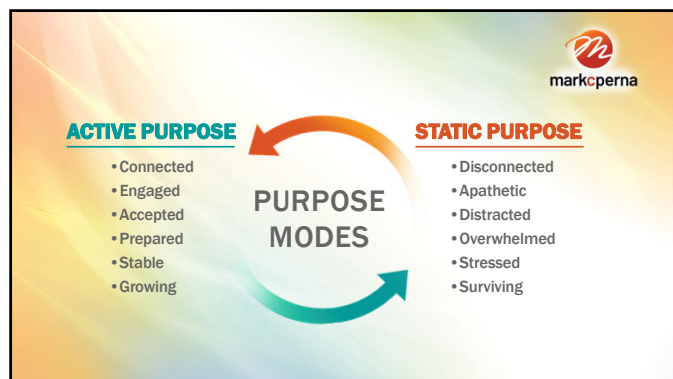 markcperna
ACTIVE PURPOSE
•Connected
•Engaged
•Accepted
•Prepared
•Stable
•Growing
PURPOSE
MODES
STATIC PURPOSE
•Disconnected
•Apathetic
•Distracted
•Overwhelmed
•Stressed
•Surviving